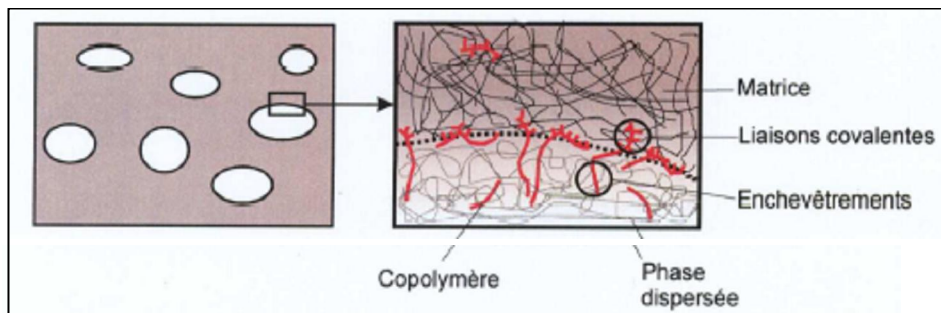 Matrice
Liaisons covalentes
Enchevêtrements
Copolymère
Phase
dispersée